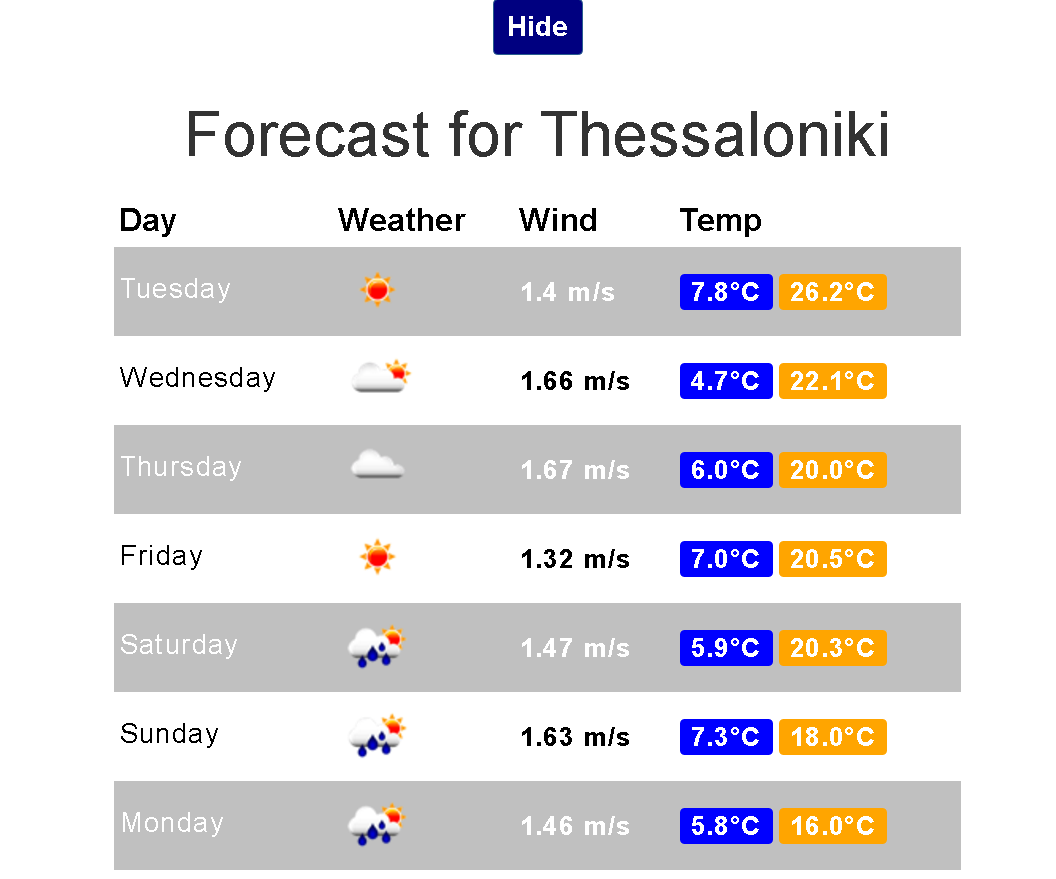 Hide
Forecast for Thessaloniki
Day Weather Wind Temp
Tuesday 1.4 m/s 7.8°C 26.2°C
Wednesday 1.66 m/s 4.7°C 22.1°C
Thursday 1.67 m/s 6.0°C 20.0°C
Friday 1.32 m/s 7.0°C 20.5°C
Saturday 1.47 m/s 5.9°C 20.3°C
Sunday 1.63 m/s 7.3°C 18.0°C
Monday 1.46 m/s 5.8°C 16.0°C